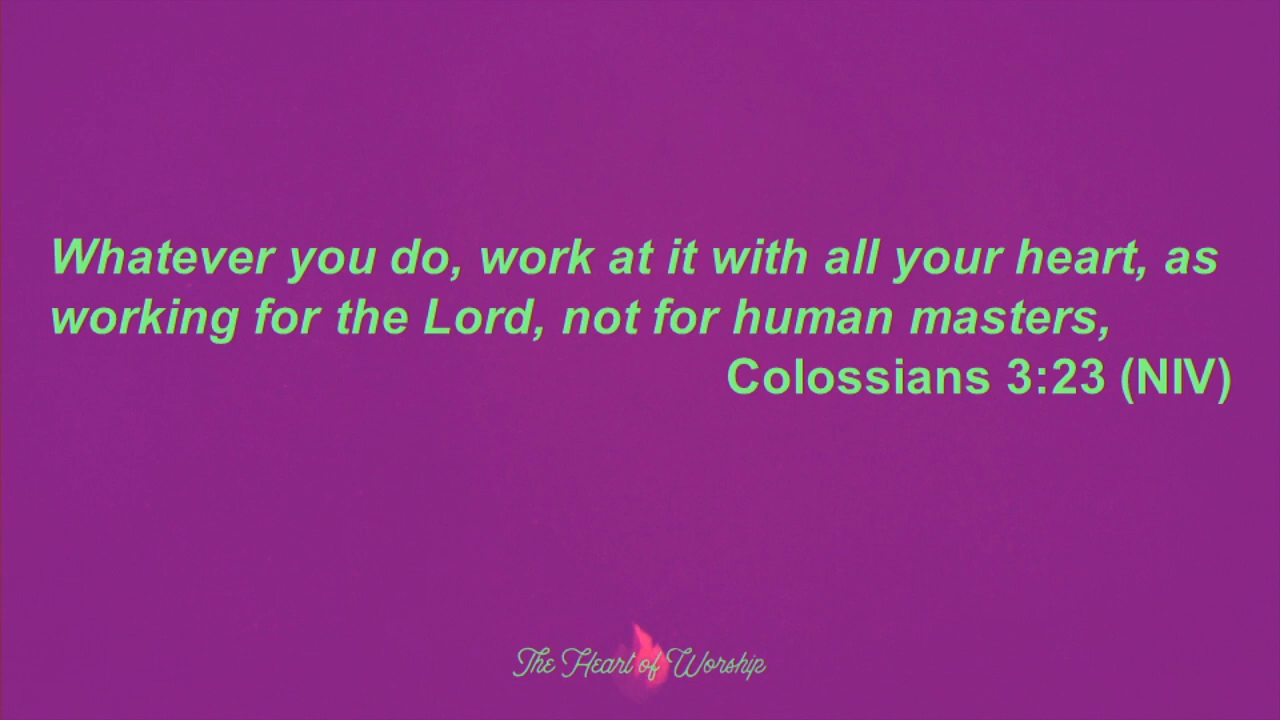 Whatever you do, work at it with all your heart, as
working for the Lord, not for human masters,
Colossians 3:23 (NIV)
The Heart of Worship